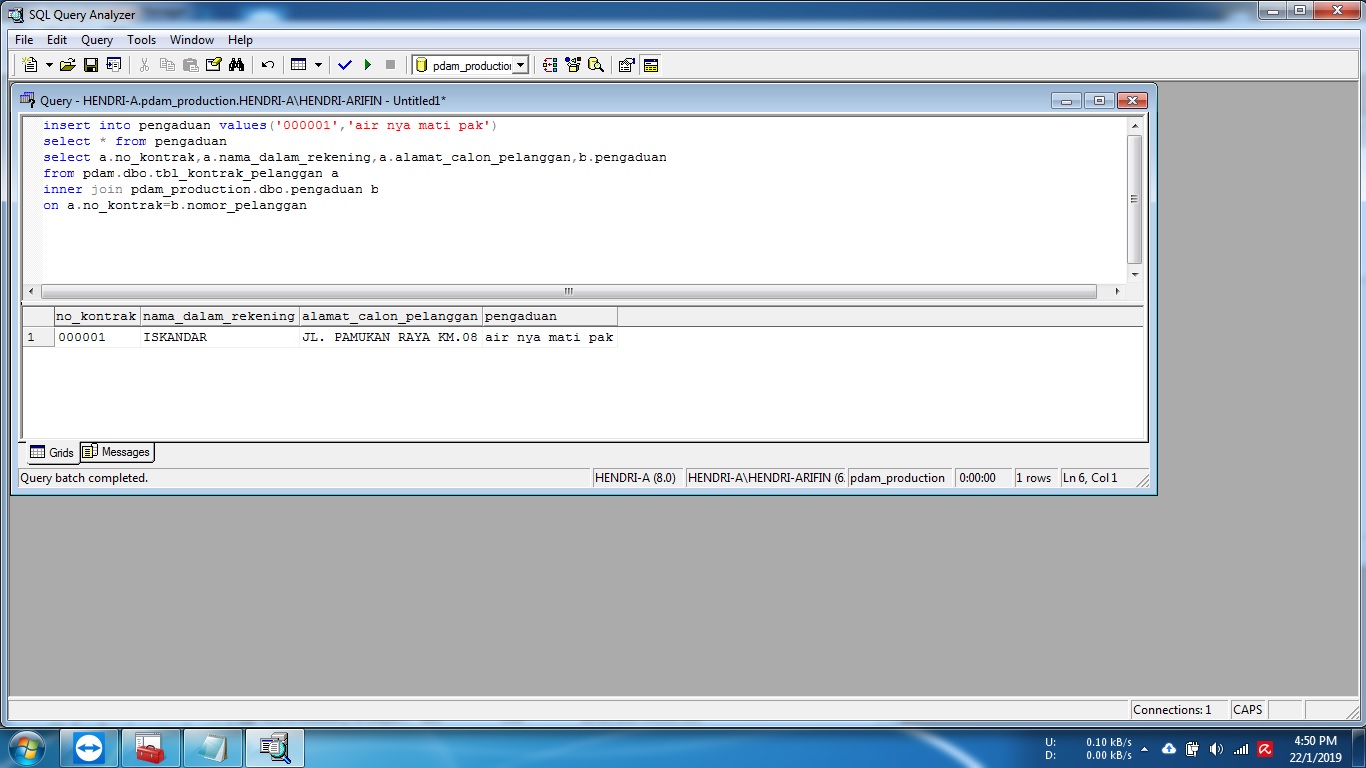 SQL Query Analyzer
File Edit Query Tools Window Help
pdam_production
Query - HENDRI-A.pdam_production.HENDRI-A\HENDRI-ARIFIN - Untitled1*
insert into pengaduan values('000001','air nya mati pak')
select * from pengaduan
select a.no_kontrak,a.nama_dalam_rekening,a.alamat_calon_pelanggan,b.pengaduan
from pdam.dbo.tbl_kontrak_pelanggan a
inner join pdam_production.dbo.pengaduan b
on a.no_kontrak=b.nomor_pelanggan
no_kontrak nama_dalam_rekening alamat_calon_pelanggan pengaduan
1 000001 ISKANDAR JL. PAMUKAN RAYA KM.08 air nya mati pak
Grids Messages
Query batch completed. HENDRI-A (8.0) HENDRI-A\HENDRI-ARIFIN (6. pdam_production 0:00:00 1 rows Ln 6, Col 1
Connections: 1 CAPS
U: 0.10 kB/s
D: 0.00 kB/s
4:50 PM
22/1/2019